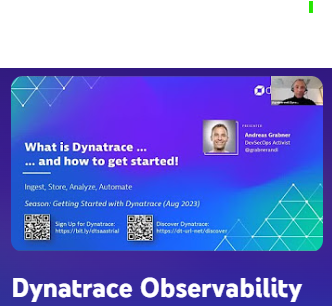 PRESENTER
Andreas Grabner
DevSecOps Activist
@grabnerandi
What is Dynatrace ...
... and how to get started!
Ingest, Store, Analyze, Automate
Season: Getting Started with Dynatrace (Aug 2023)
Sign Up for Dynatrace:
https://bit.ly/dtsaastrial
Discover Dynatrace:
https://dt-url.net/discover
Dynatrace Observability